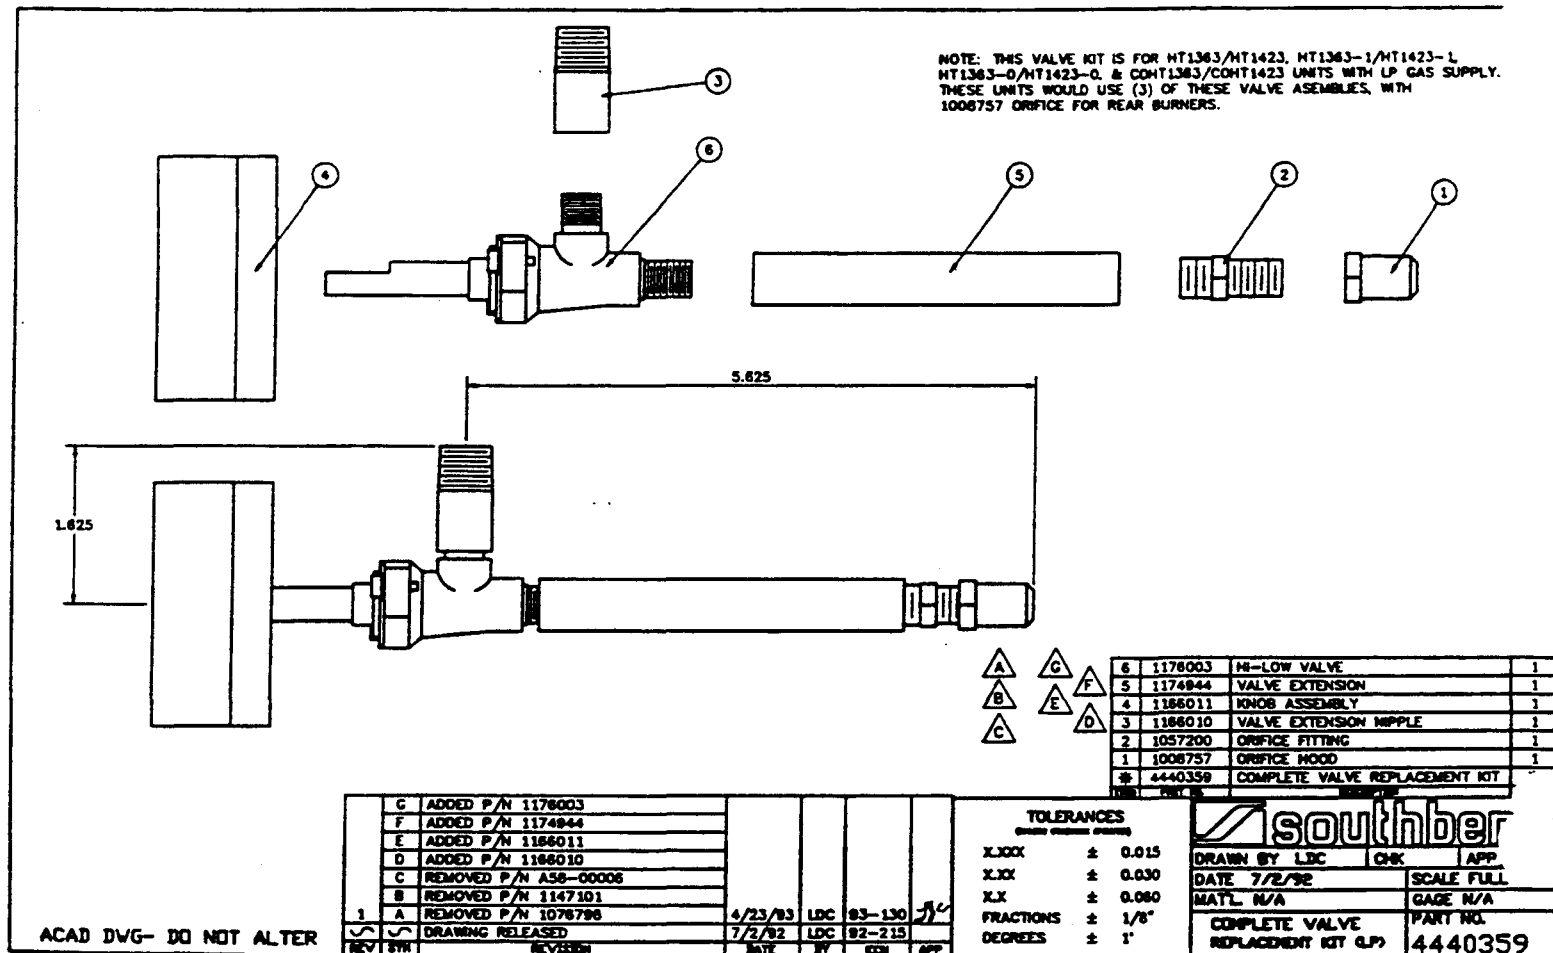 NOTE: THIS VALVE KIT IS FOR HT1363/HT1423, HT1363-1/HT1423-1,
HT1363-0/HT1423-0, & COHT1363/COHT1423 UNITS WITH LP GAS SUPPLY.
THESE UNITS WOULD USE (3) OF THESE VALVE ASEMBLIES, WITH
1008757 ORIFICE FOR REAR BURNERS.
3
6
4
5
2
1
5.625
1.625
A G
F
B E
D
C
6 1176003 HI-LOW VALVE 1
5 1174944 VALVE EXTENSION 1
4 1166011 KNOB ASSEMBLY 1
3 1166010 VALVE EXTENSION NIPPLE 1
2 1057200 ORIFICE FITTING 1
1 1008757 ORIFICE HOOD 1
* 4440359 COMPLETE VALVE REPLACEMENT KIT
G ADDED P/N 1176003
F ADDED P/N 1174944
E ADDED P/N 1166011
D ADDED P/N 1166010
C REMOVED P/N A56-00006
B REMOVED P/N 1147101
1 A REMOVED P/N 1076796 4/23/93 LDC 93-130
DRAWING RELEASED 7/2/92 LDC 92-215
REV SYM REVISION DATE BY ECN APP
TOLERANCES
X.XXX ± 0.015
X.XX ± 0.030
X.X ± 0.060
FRACTIONS ± 1/8"
DEGREES ± 1°
southber
DRAWN BY LDC CHK APP
DATE 7/2/92 SCALE FULL
MAT'L. N/A GAGE N/A
COMPLETE VALVE
REPLACEMENT KIT (LP)
PART NO.
4440359
ACAD DWG- DO NOT ALTER